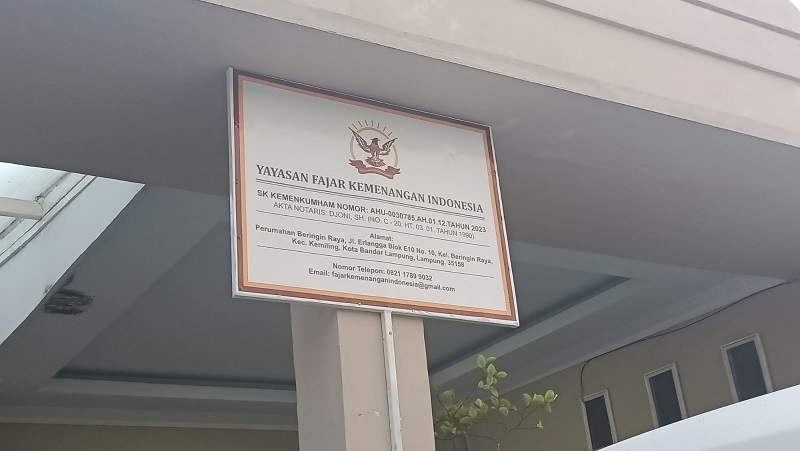 YAYASAN FAJAR KEMENANGAN INDONESIA
SK KEMENKUMHAM NOMOR: AHU-0030785.AH.01.12.TAHUN 2023
AKTA NOTARIS: DJONI, SH. (NO. C - 20. HT. 03. 01. TAHUN 1990)
Alamat:
Perumahan Beringin Raya, Jl. Erlangga Blok E10 No. 10, Kel. Beringin Raya,
Kec. Kemiling, Kota Bandar Lampung, Lampung. 35158
Nomor Telepon: 0821 1789 9032
Email: fajarkemenanganindonesia@gmail.com